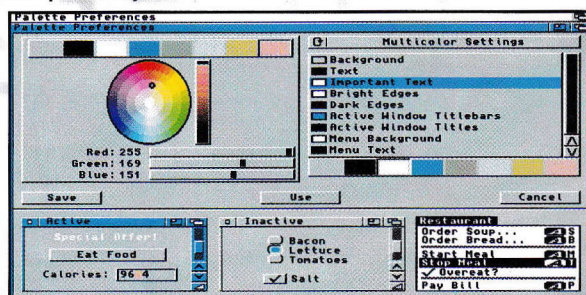 Palette Preferences
Palette Preferences
Multicolor Settings
Background
Text
Important Text
Bright Edges
Dark Edges
Active Window Titlebars
Active Window Titles
Menu Background
Menu Text
Red: 255
Green: 169
Blue: 151
Save
Use
Cancel
Active
Special Offer!
Eat Food
Calories: 96 4
Inactive
Bacon
Lettuce
Tomatoes
Salt
Restaurant
Order Soup... S
Order Bread... B
Start Meal M
Stop Meal T
Overeat?
Pay Bill P